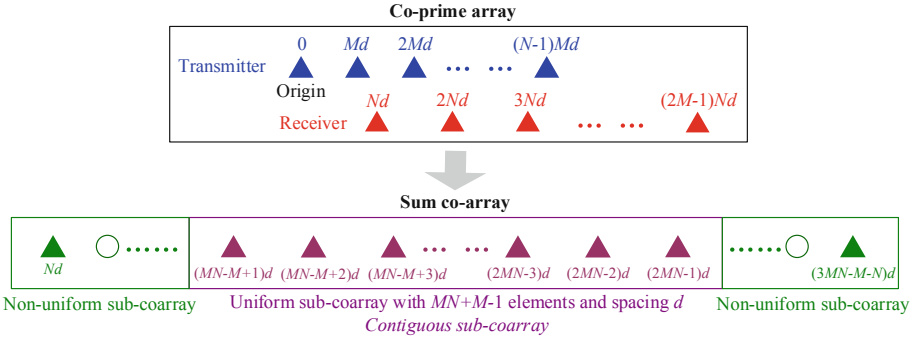 Co-prime array
0 Md 2Md (N-1)Md
Transmitter ... ...
Origin
Nd 2Nd 3Nd (2M-1)Nd
Receiver ... ...
Sum co-array
...... ... ... ......
Nd (MN-M+1)d (MN-M+2)d (MN-M+3)d (2MN-3)d (2MN-2)d (2MN-1)d (3MN-M-N)d
Non-uniform sub-coarray Uniform sub-coarray with MN+M-1 elements and spacing d Non-uniform sub-coarray
Contiguous sub-coarray